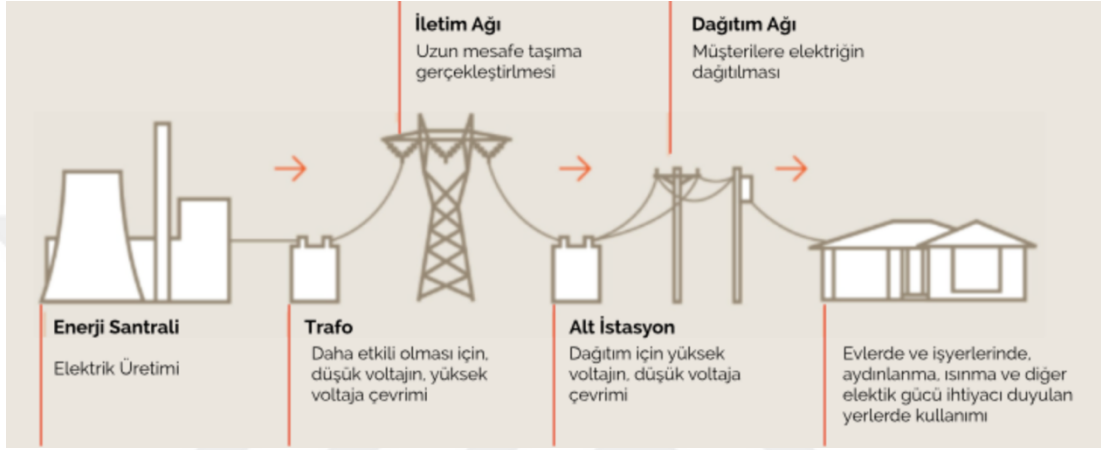 İletim Ağı
Uzun mesafe taşıma
gerçekleştirlmesi
Dağıtım Ağı
Müşterilere elektriğin
dağıtılması
Enerji Santrali
Elektrik Üretimi
Trafo
Daha etkili olması için,
düşük voltajın, yüksek
voltaja çevrimi
Alt İstasyon
Dağıtım için yüksek
voltajın, düşük voltaja
çevrimi
Evlerde ve işyerlerinde,
aydınlanma, ısınma ve diğer
elektik gücü ihtiyacı duyulan
yerlerde kullanımı